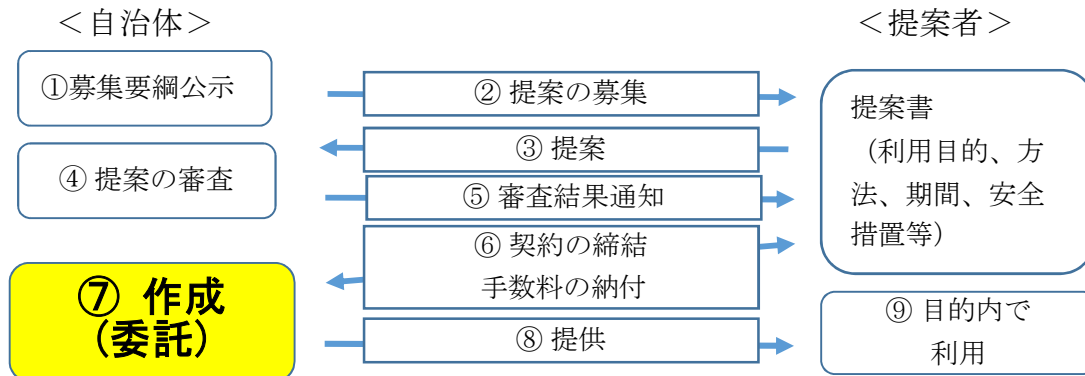 ＜自治体＞
＜提案者＞
①募集要綱公示
② 提案の募集
提案書
（利用目的、方
法、期間、安全
措置等）
③ 提案
④ 提案の審査
⑤ 審査結果通知
⑥ 契約の締結
手数料の納付
⑦ 作成
（委託）
⑧ 提供
⑨ 目的内で
利用